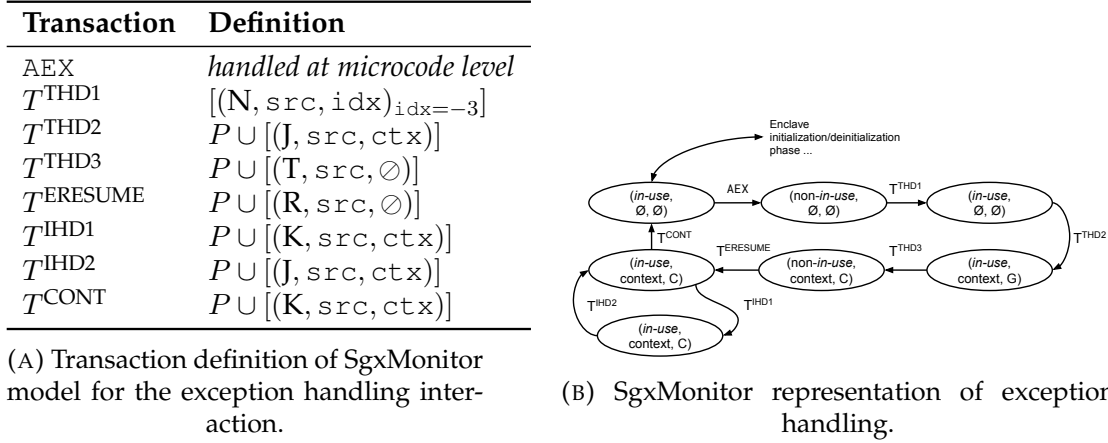 Transaction Definition
AEX handled at microcode level
T^THD1 [(N, src, idx)_idx=−3]
T^THD2 P ∪ [(J, src, ctx)]
T^THD3 P ∪ [(T, src, ∅)]
T^ERESUME P ∪ [(R, src, ∅)]
T^IHD1 P ∪ [(K, src, ctx)]
T^IHD2 P ∪ [(J, src, ctx)]
T^CONT P ∪ [(K, src, ctx)]
(A) Transaction definition of SgxMonitor
model for the exception handling inter-
action.
Enclave
initialization/deinitialization
phase ...
(in-use,
Ø, Ø)
AEX
(non-in-use,
Ø, Ø)
T^THD1
(in-use,
Ø, Ø)
T^THD2
T^CONT
(in-use,
context, C)
T^ERESUME
(non-in-use,
context, C)
T^THD3
(in-use,
context, G)
T^IHD2
T^IHD1
(in-use,
context, C)
(B) SgxMonitor representation of exception
handling.